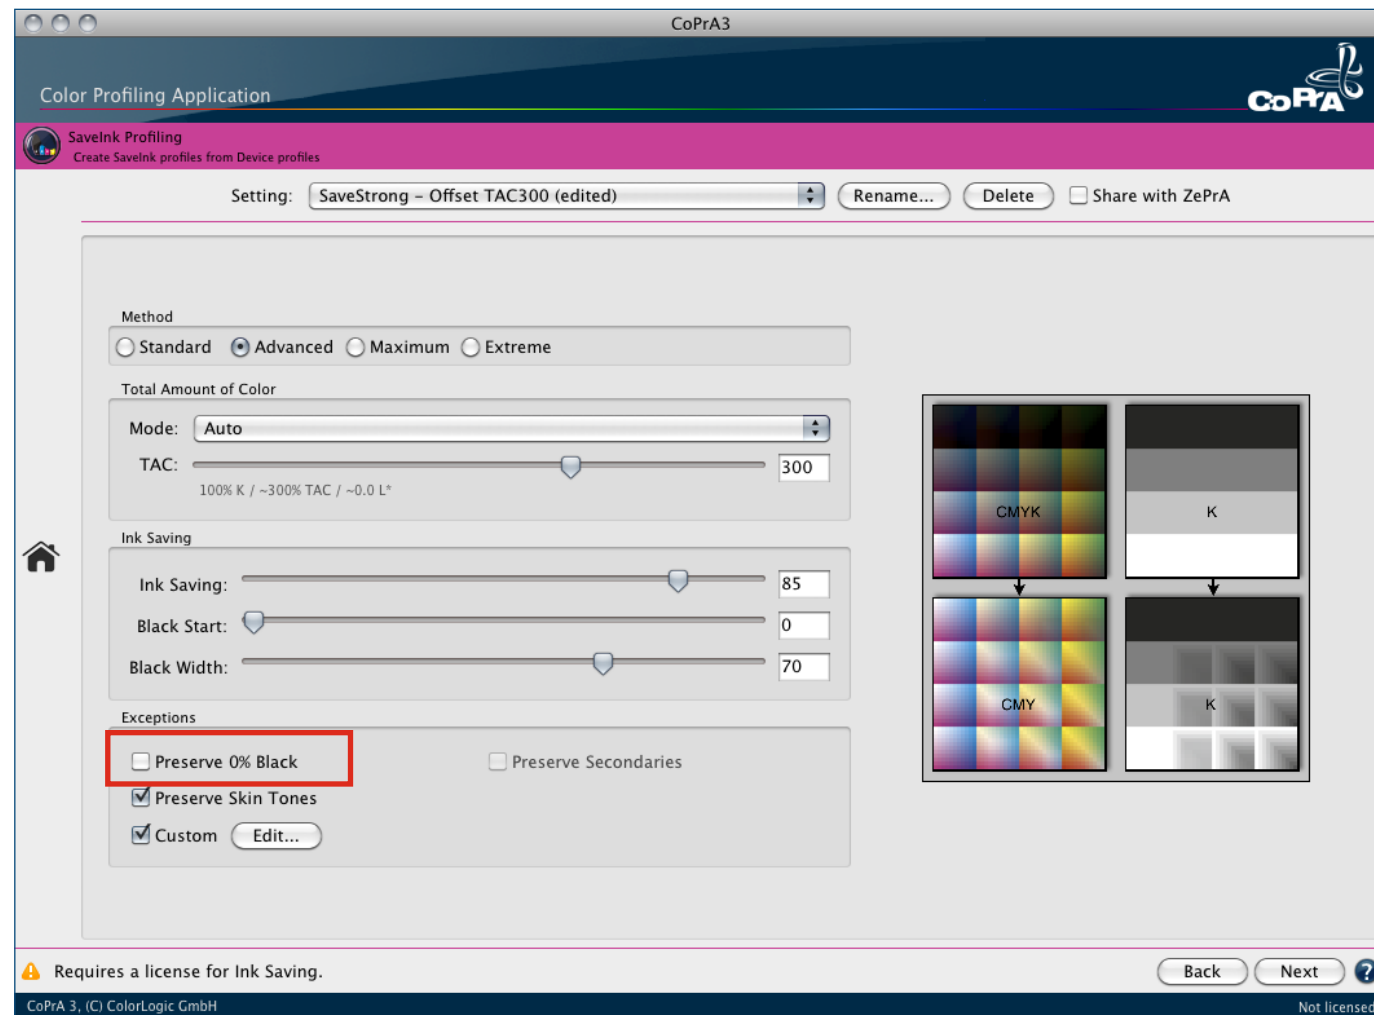 CoPrA3
Color Profiling Application
CoPrA
SaveInk Profiling
Create SaveInk profiles from Device profiles
Setting: SaveStrong – Offset TAC300 (edited) Rename... Delete Share with ZePrA
Method
Standard Advanced Maximum Extreme
Total Amount of Color
Mode: Auto
TAC: 300
100% K / ~300% TAC / ~0.0 L*
Ink Saving
Ink Saving: 85
Black Start: 0
Black Width: 70
Exceptions
Preserve 0% Black Preserve Secondaries
Preserve Skin Tones
Custom Edit...
CMYK K
CMY K
Requires a license for Ink Saving. Back Next ?
CoPrA 3, (C) ColorLogic GmbH Not licensed